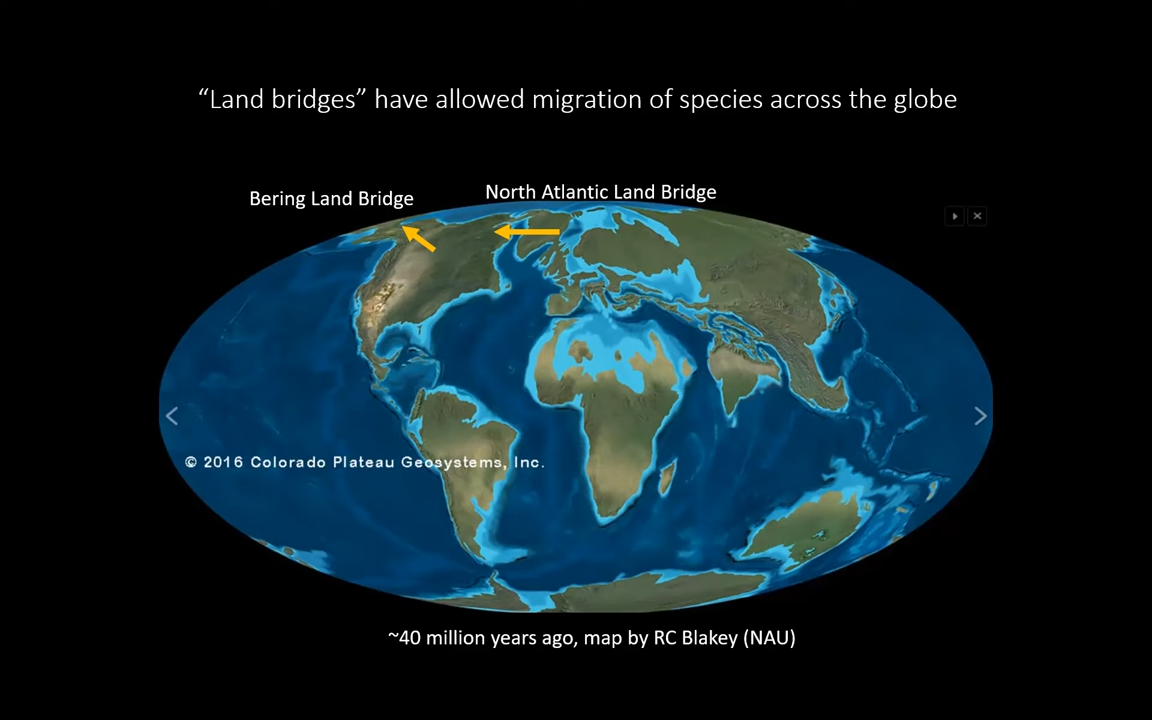 “Land bridges” have allowed migration of species across the globe
Bering Land Bridge
North Atlantic Land Bridge
© 2016 Colorado Plateau Geosystems, Inc.
~40 million years ago, map by RC Blakey (NAU)